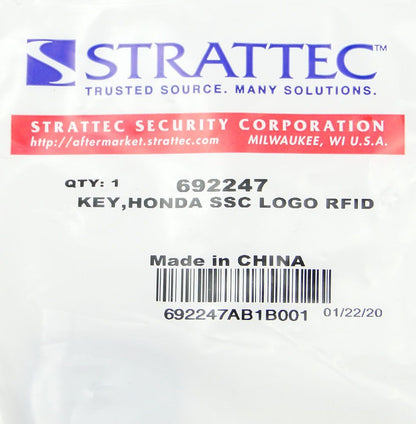 STRATTEC™
TRUSTED SOURCE. MANY SOLUTIONS.
STRATTEC SECURITY CORPORATION
http://aftermarket.strattec.com MILWAUKEE, WI U.S.A.
QTY: 1 692247
KEY,HONDA SSC LOGO RFID
Made in CHINA
692247AB1B001 01/22/20